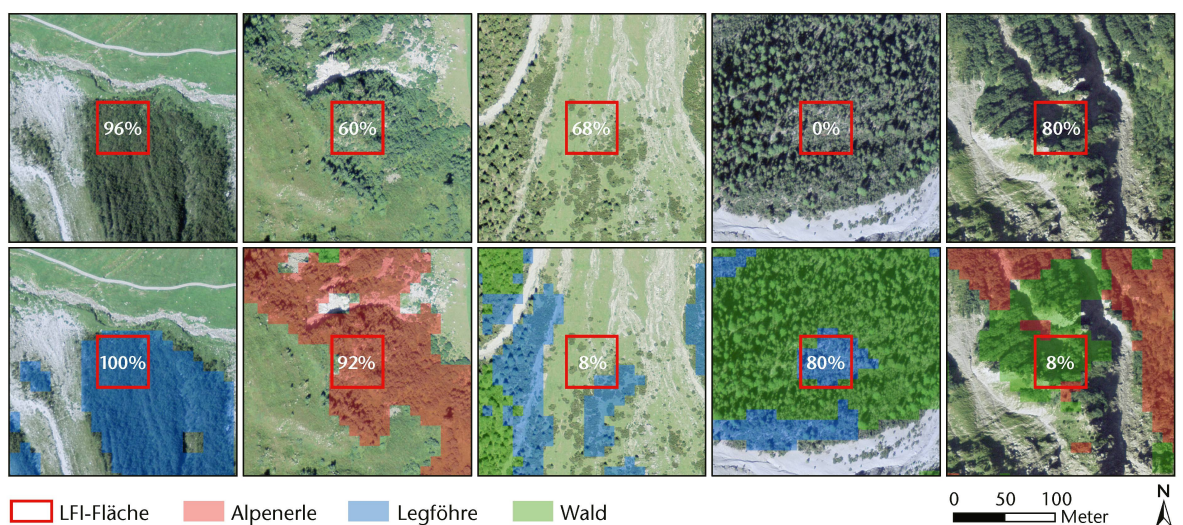 96% 60% 68% 0% 80%
100% 92% 8% 80% 8%
LFI-Fläche Alpenerle Legföhre Wald
0 50 100
Meter
N